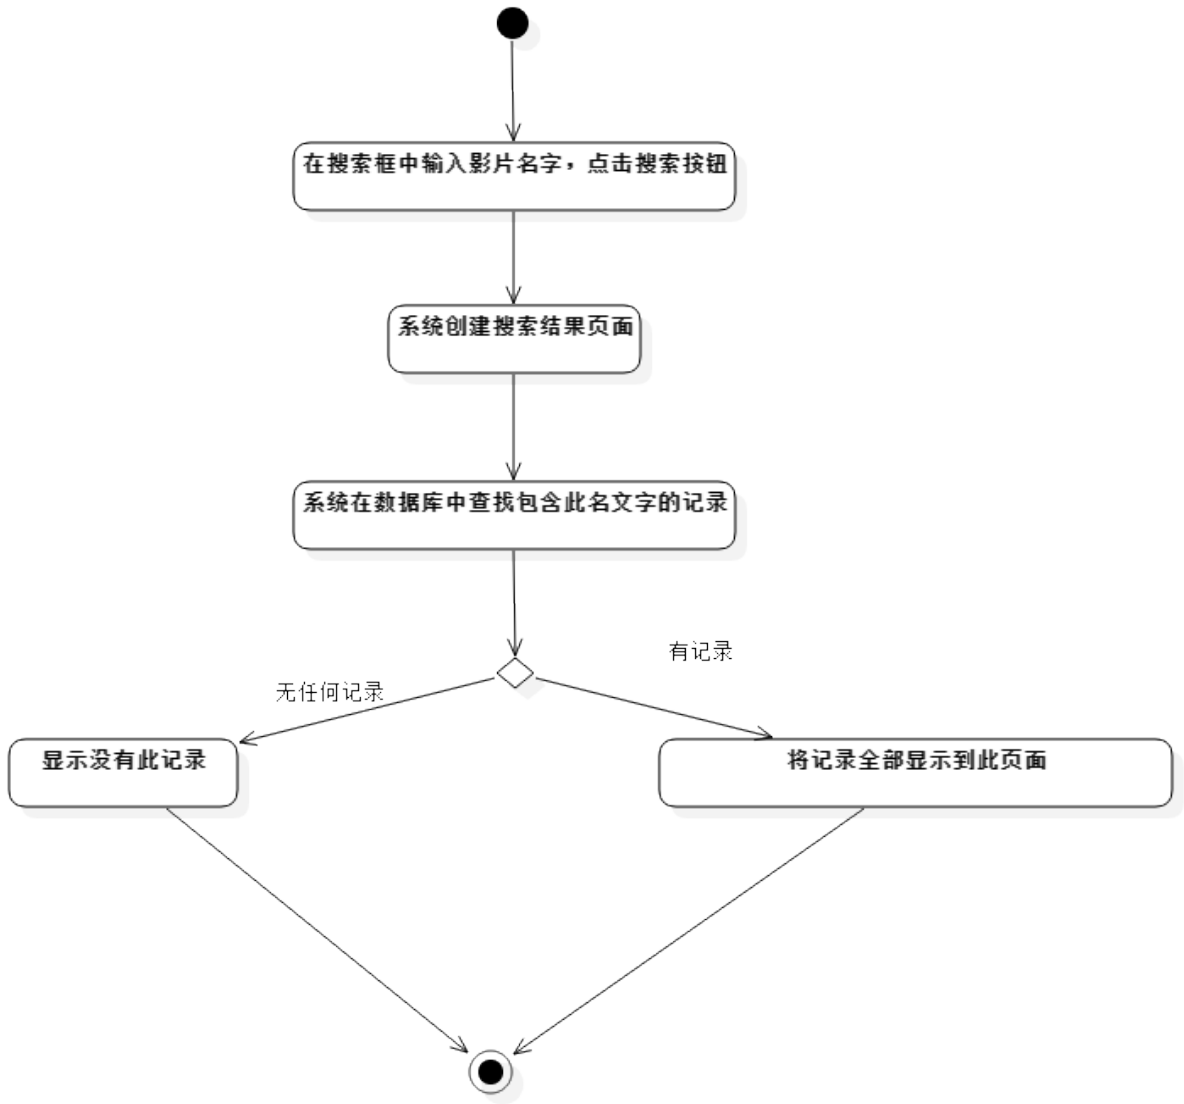 在搜索框中输入影片名字，点击搜索按钮
系统创建搜索结果页面
系统在数据库中查找包含此名文字的记录
有记录
无任何记录
显示没有此记录
将记录全部显示到此页面